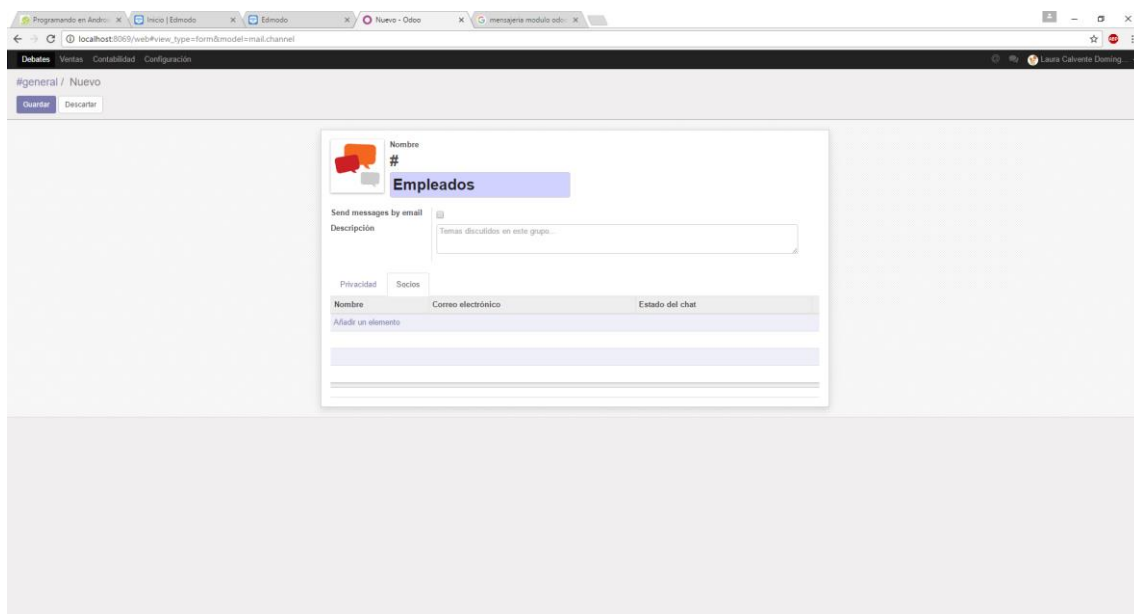 Programando en Androi
Inicio | Edmodo
Edmodo
Nuevo - Odoo
mensajeria modulo odo
localhost:8069/web#view_type=form&model=mail.channel
Debates Ventas Contabilidad Configuración
Laura Calvente Doming...
#general / Nuevo
Guardar Descartar
Nombre
#
Empleados
Send messages by email
Descripción
Temas discutidos en este grupo...
Privacidad Socios
Nombre Correo electrónico Estado del chat
Añadir un elemento